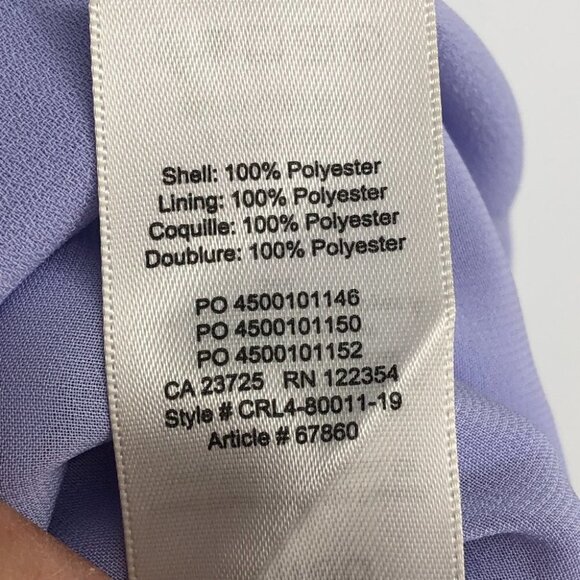 Shell: 100% Polyester
Lining: 100% Polyester
Coquille: 100% Polyester
Doublure: 100% Polyester
PO 4500101146
PO 4500101150
PO 4500101152
CA 23725 RN 122354
Style # CRL4-80011-19
Article # 67860